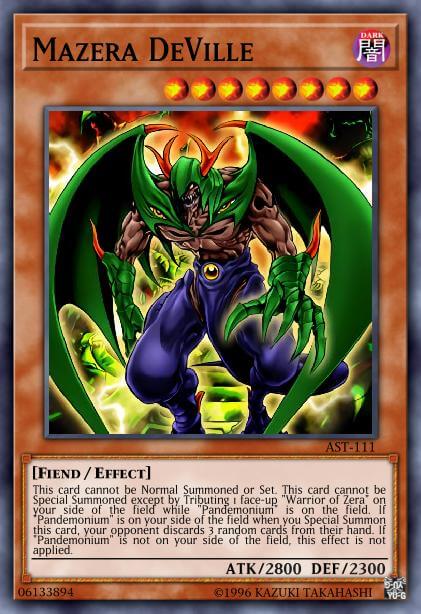 Mazera DeVille
DARK
闇
AST-111
[Fiend / Effect]
This card cannot be Normal Summoned or Set. This card cannot be
Special Summoned except by Tributing 1 face-up "Warrior of Zera" on
your side of the field while "Pandemonium" is on the field. If
"Pandemonium" is on your side of the field when you Special Summon
this card, your opponent discards 3 random cards from their hand. If
"Pandemonium" is not on your side of the field, this effect is not
applied.
ATK/2800 DEF/2300
06133894
©1996 KAZUKI TAKAHASHI